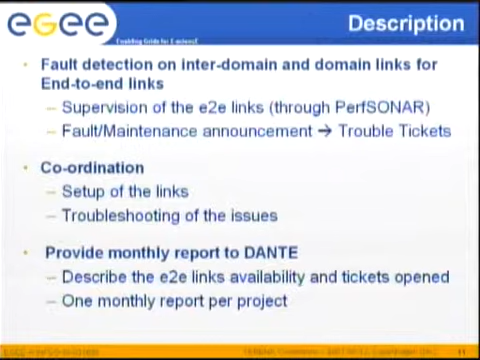 eGee
Description
Enabling Grids for E-sciencE
• Fault detection on inter-domain and domain links for
End-to-end links
– Supervision of the e2e links (through PerfSONAR)
– Fault/Maintenance announcement → Trouble Tickets
• Co-ordination
– Setup of the links
– Troubleshooting of the issues
• Provide monthly report to DANTE
– Describe the e2e links availability and tickets opened
– One monthly report per project